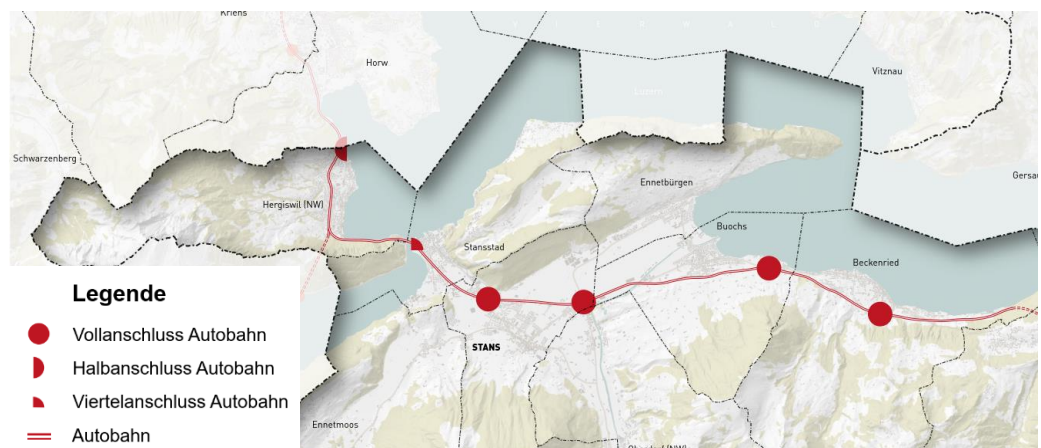 Kriens
Horw
Luzern
Vitznau
Schwarzenberg
Gersau
Ennetbürgen
Hergiswil (NW)
Stansstad
Buochs
Beckenried
Legende
Vollanschluss Autobahn
Halbanschluss Autobahn
STANS
Viertelanschluss Autobahn
Ennetmoos
Autobahn